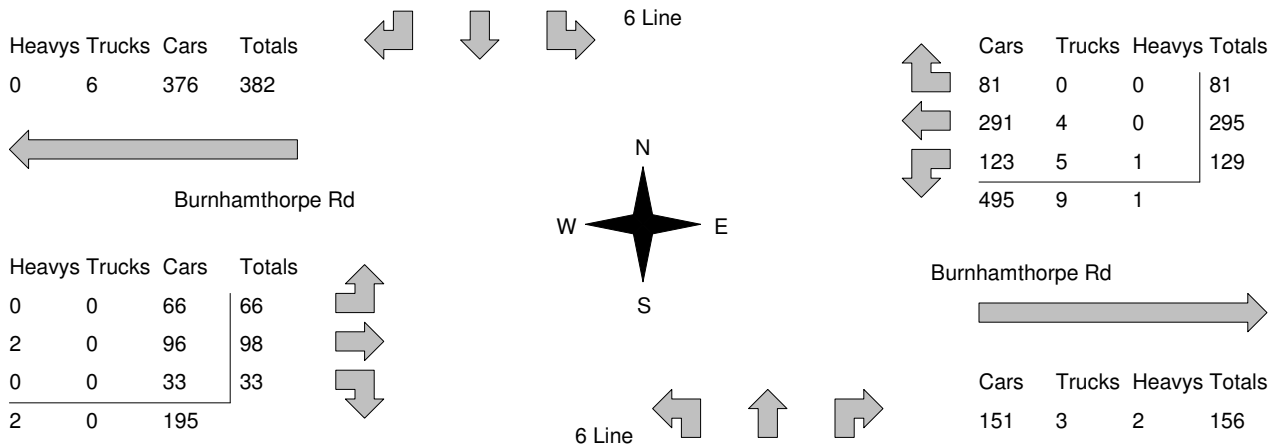 6 Line
Heavys Trucks Cars Totals
0 6 376 382
Cars Trucks Heavys Totals
81 0 0 81
291 4 0 295
123 5 1 129
495 9 1
Burnhamthorpe Rd
N
W E
S
Heavys Trucks Cars Totals
0 0 66 66
2 0 96 98
0 0 33 33
2 0 195
Burnhamthorpe Rd
Cars Trucks Heavys Totals
151 3 2 156
6 Line